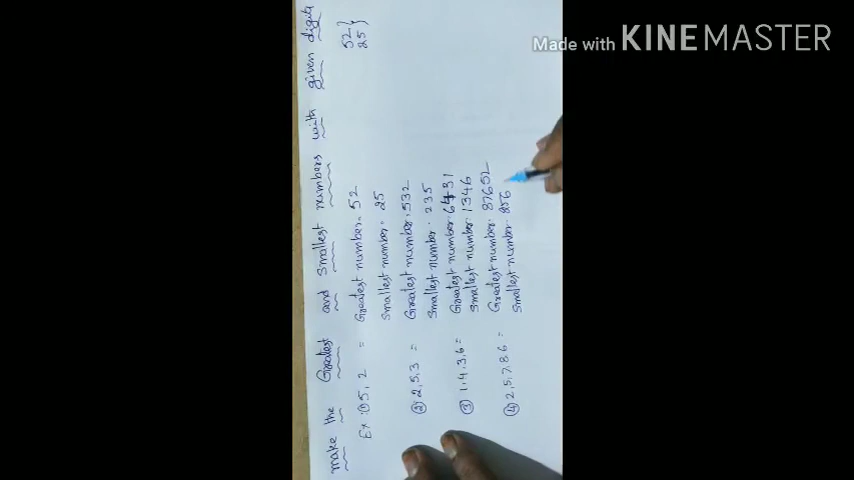 Made with KINEMASTER
make the Greatest and Smallest numbers with given digits
Ex: ① 5, 2 = Greatest number = 52
52 }
25 }
Smallest number = 25
② 2, 5, 3 = Greatest number = 532
Smallest number = 235
③ 1, 4, 3, 6 = Greatest number = 6431
Smallest number = 1346
④ 2, 5, 7, 8 6 = Greatest number = 87652
Smallest number =